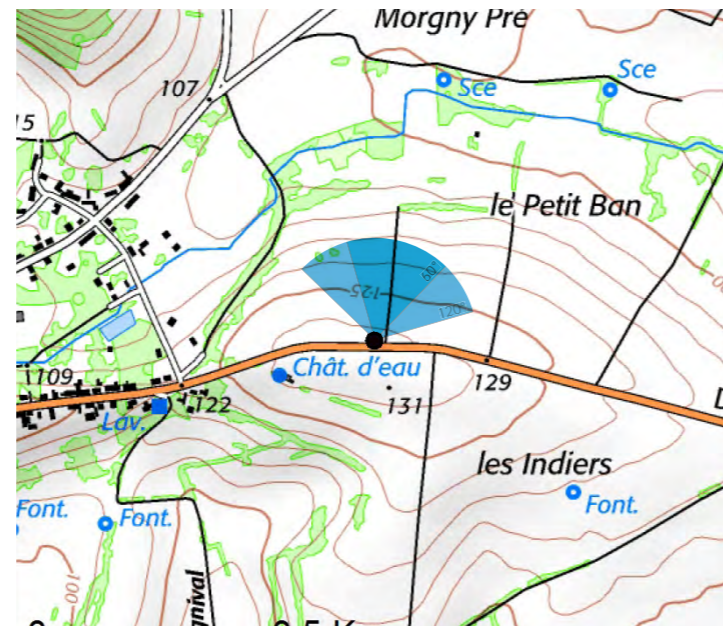 Morgny Pré
Sce
Sce
107
15
le Petit Ban
60°
125
120°
Chât. d'eau
129
109
122
131
Lav.
les Indiers
Font.
Font.
Font.
100
gnival